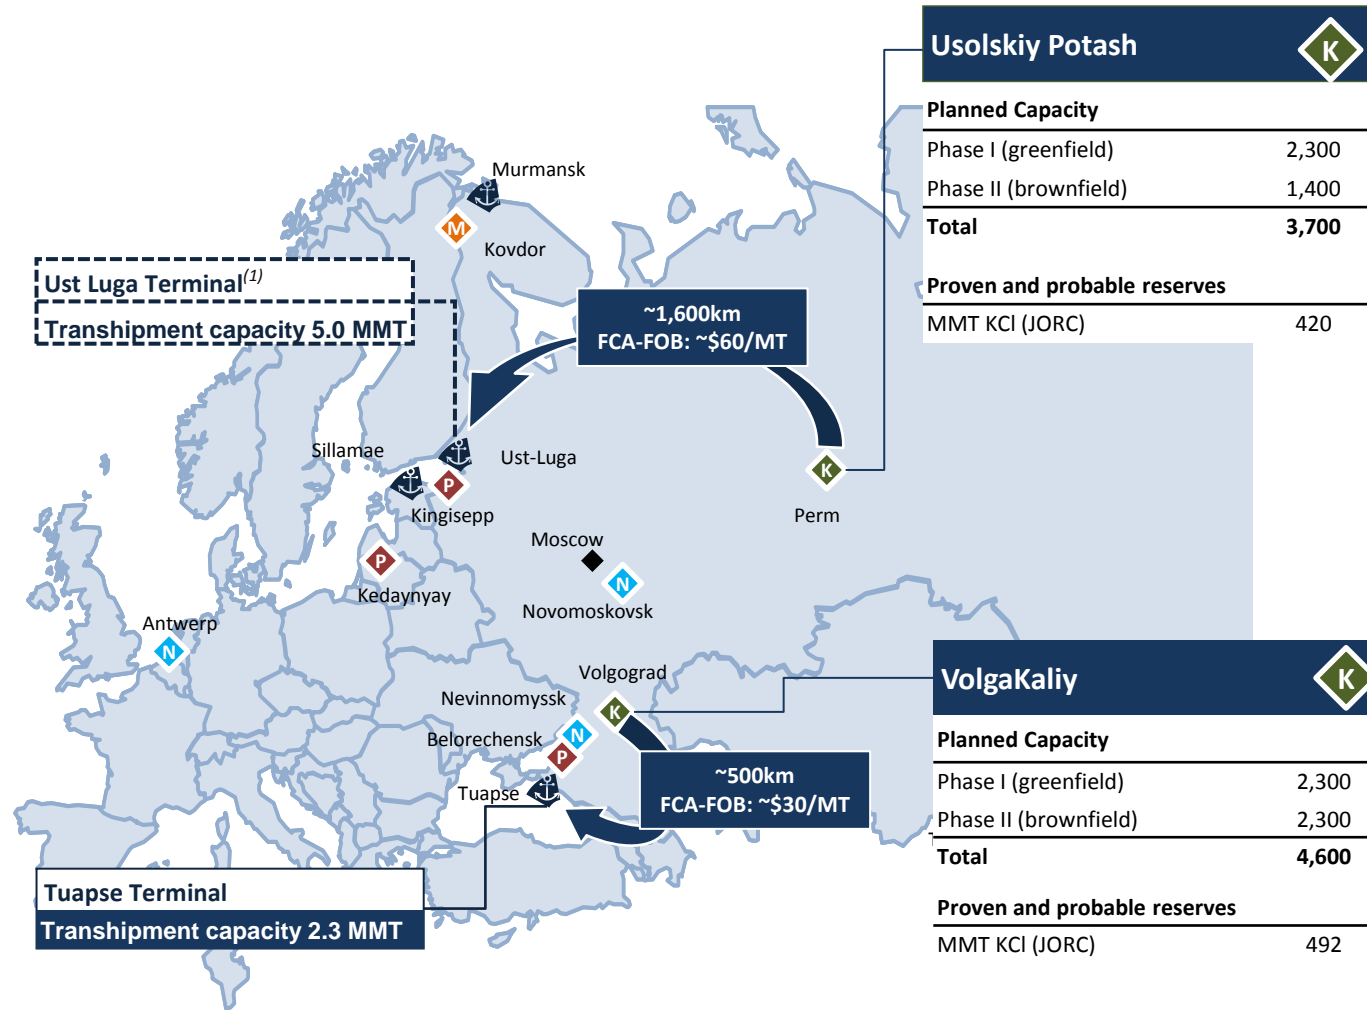 Usolskiy Potash K
Planned Capacity
Phase I (greenfield) 2,300
Phase II (brownfield) 1,400
Total 3,700
Proven and probable reserves
MMT KCl (JORC) 420
Murmansk
M
Kovdor
Ust Luga Terminal(1)
Transhipment capacity 5.0 MMT
~1,600km
FCA-FOB: ~$60/MT
Sillamae
Ust-Luga
P
Kingisepp
K
Perm
Moscow
P
Kedaynyay
N
Novomoskovsk
Antwerp
N
Volgograd
K
Nevinnomyssk
N
Belorechensk
P
Tuapse
~500km
FCA-FOB: ~$30/MT
VolgaKaliy K
Planned Capacity
Phase I (greenfield) 2,300
Phase II (brownfield) 2,300
Total 4,600
Proven and probable reserves
MMT KCl (JORC) 492
Tuapse Terminal
Transhipment capacity 2.3 MMT